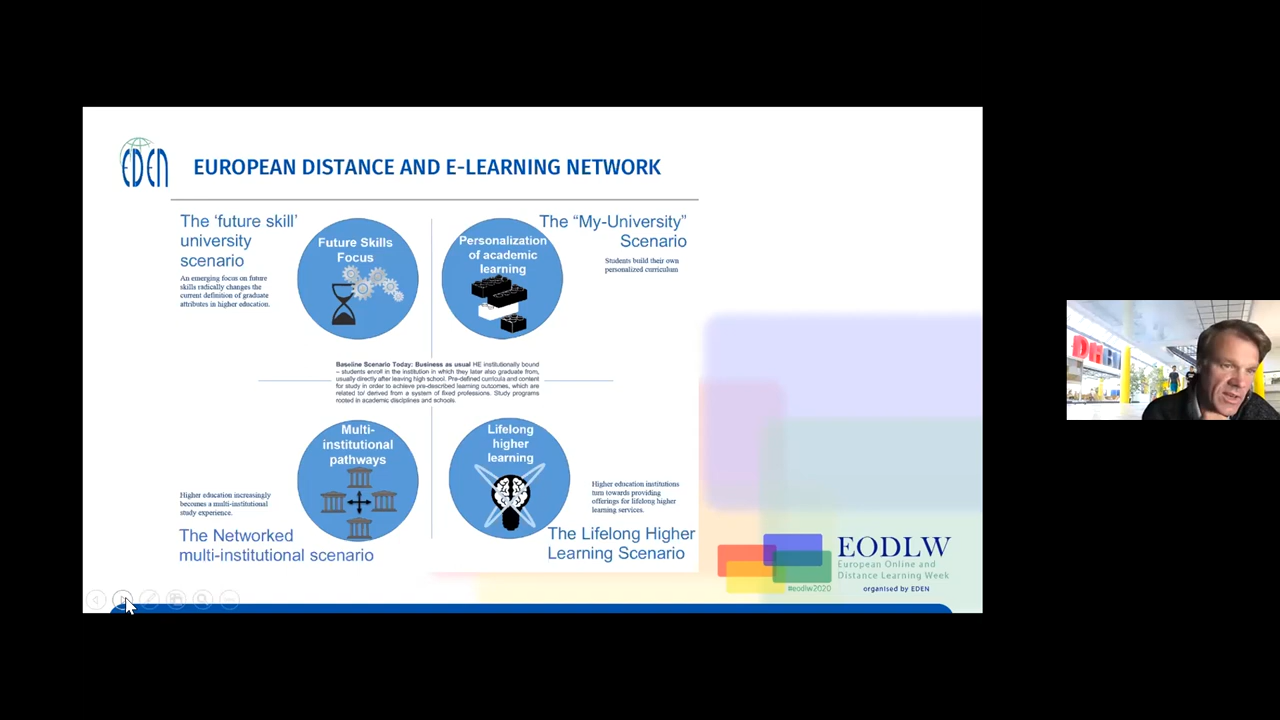 EDEN
EUROPEAN DISTANCE AND E-LEARNING NETWORK
The ‘future skill’
university
scenario
An emerging focus on future
skills radically changes the
current definition of graduate
attributes in higher education.
Future Skills
Focus
Personalization
of academic
learning
The “My-University”
Scenario
Students build their own
personalized curriculum
Baseline Scenario Today: Business as usual HE institutionally bound
– students enroll in the institution in which they later also graduate from,
usually directly after leaving high school. Pre-defined curricula and content
for study in order to achieve pre-described learning outcomes, which are
related to/ derived from a system of fixed professions. Study programs
rooted in academic disciplines and schools.
Multi-
institutional
pathways
Higher education increasingly
becomes a multi-institutional
study experience.
The Networked
multi-institutional scenario
Lifelong
higher
learning
Higher education institutions
turn towards providing
offerings for lifelong higher
learning services.
The Lifelong Higher
Learning Scenario
EODLW
European Online and
Distance Learning Week
#eodlw2020
organised by EDEN